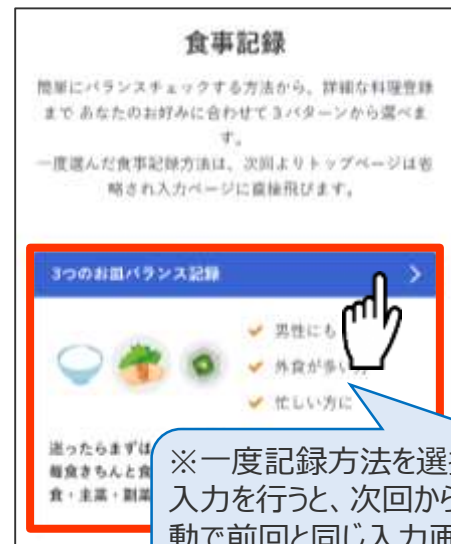 食事記録
簡単にバランスチェックする方法から、詳細な料理登録
まで あなたのお好みに合わせて3パターンから選べま
す。
一度選んだ食事記録方法は、次回よりトップページは省
略され入力ページに直接飛びます。
3つのお皿バランス記録
男性にも
外食が多い方
忙しい方に
迷ったらまずは
毎食きちんと食
食・主菜・副菜
※一度記録方法を選択
入力を行うと、次回から
動で前回と同じ入力画